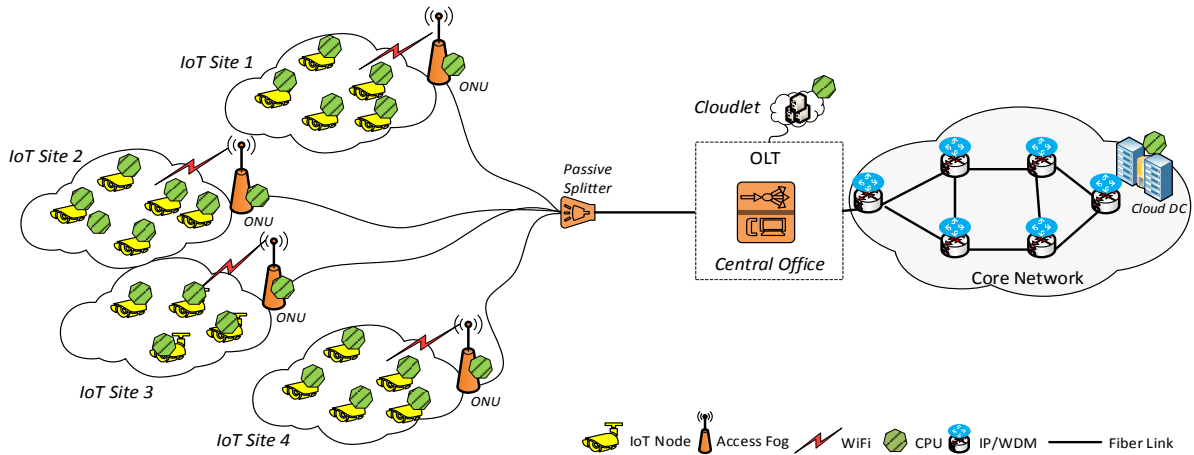 IoT Site 1
ONU
IoT Site 2
ONU
IoT Site 3
ONU
IoT Site 4
ONU
Passive
Splitter
Cloudlet
OLT
Central Office
Cloud DC
Core Network
IoT Node
Access Fog
WiFi
CPU
IP/WDM
Fiber Link